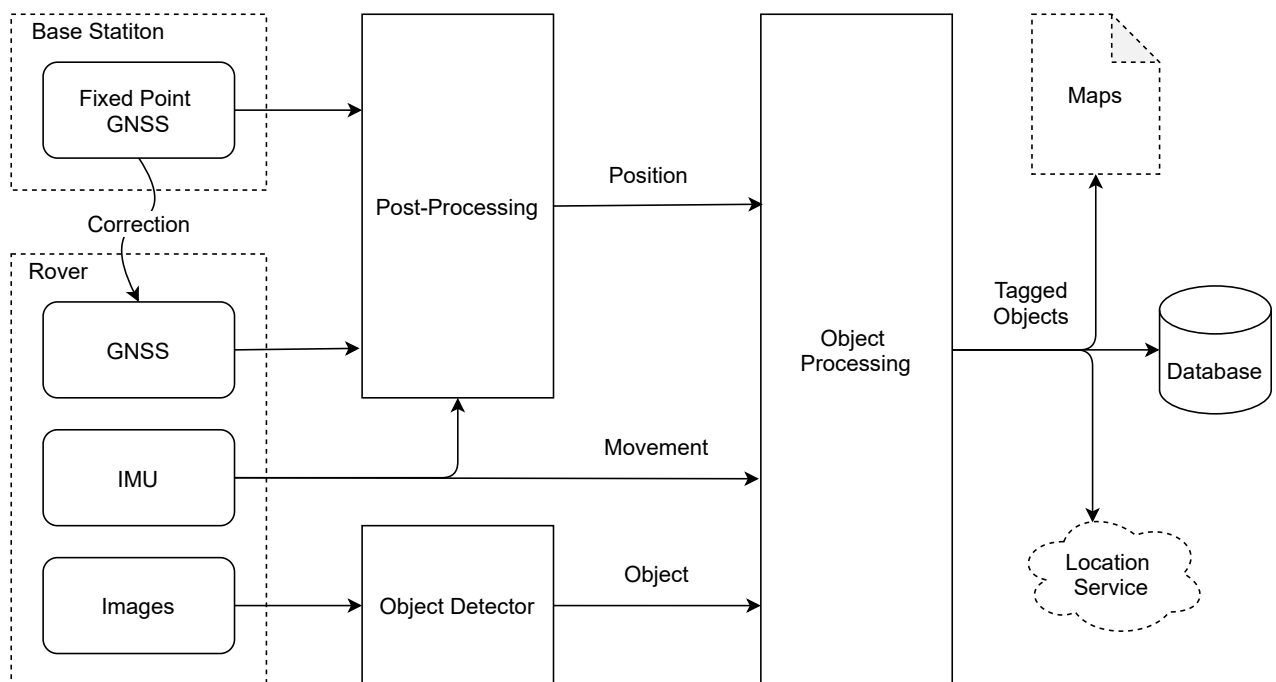 Base Statiton
Fixed Point
GNSS
Correction
Rover
GNSS
IMU
Images
Post-Processing
Object Detector
Position
Movement
Object
Object
Processing
Tagged
Objects
Maps
Database
Location
Service